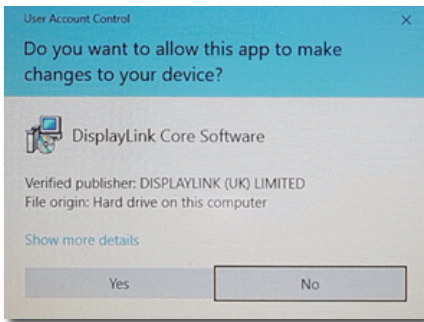 User Account Control
Do you want to allow this app to make
changes to your device?
DisplayLink Core Software
Verified publisher: DISPLAYLINK (UK) LIMITED
File origin: Hard drive on this computer
Show more details
Yes
No